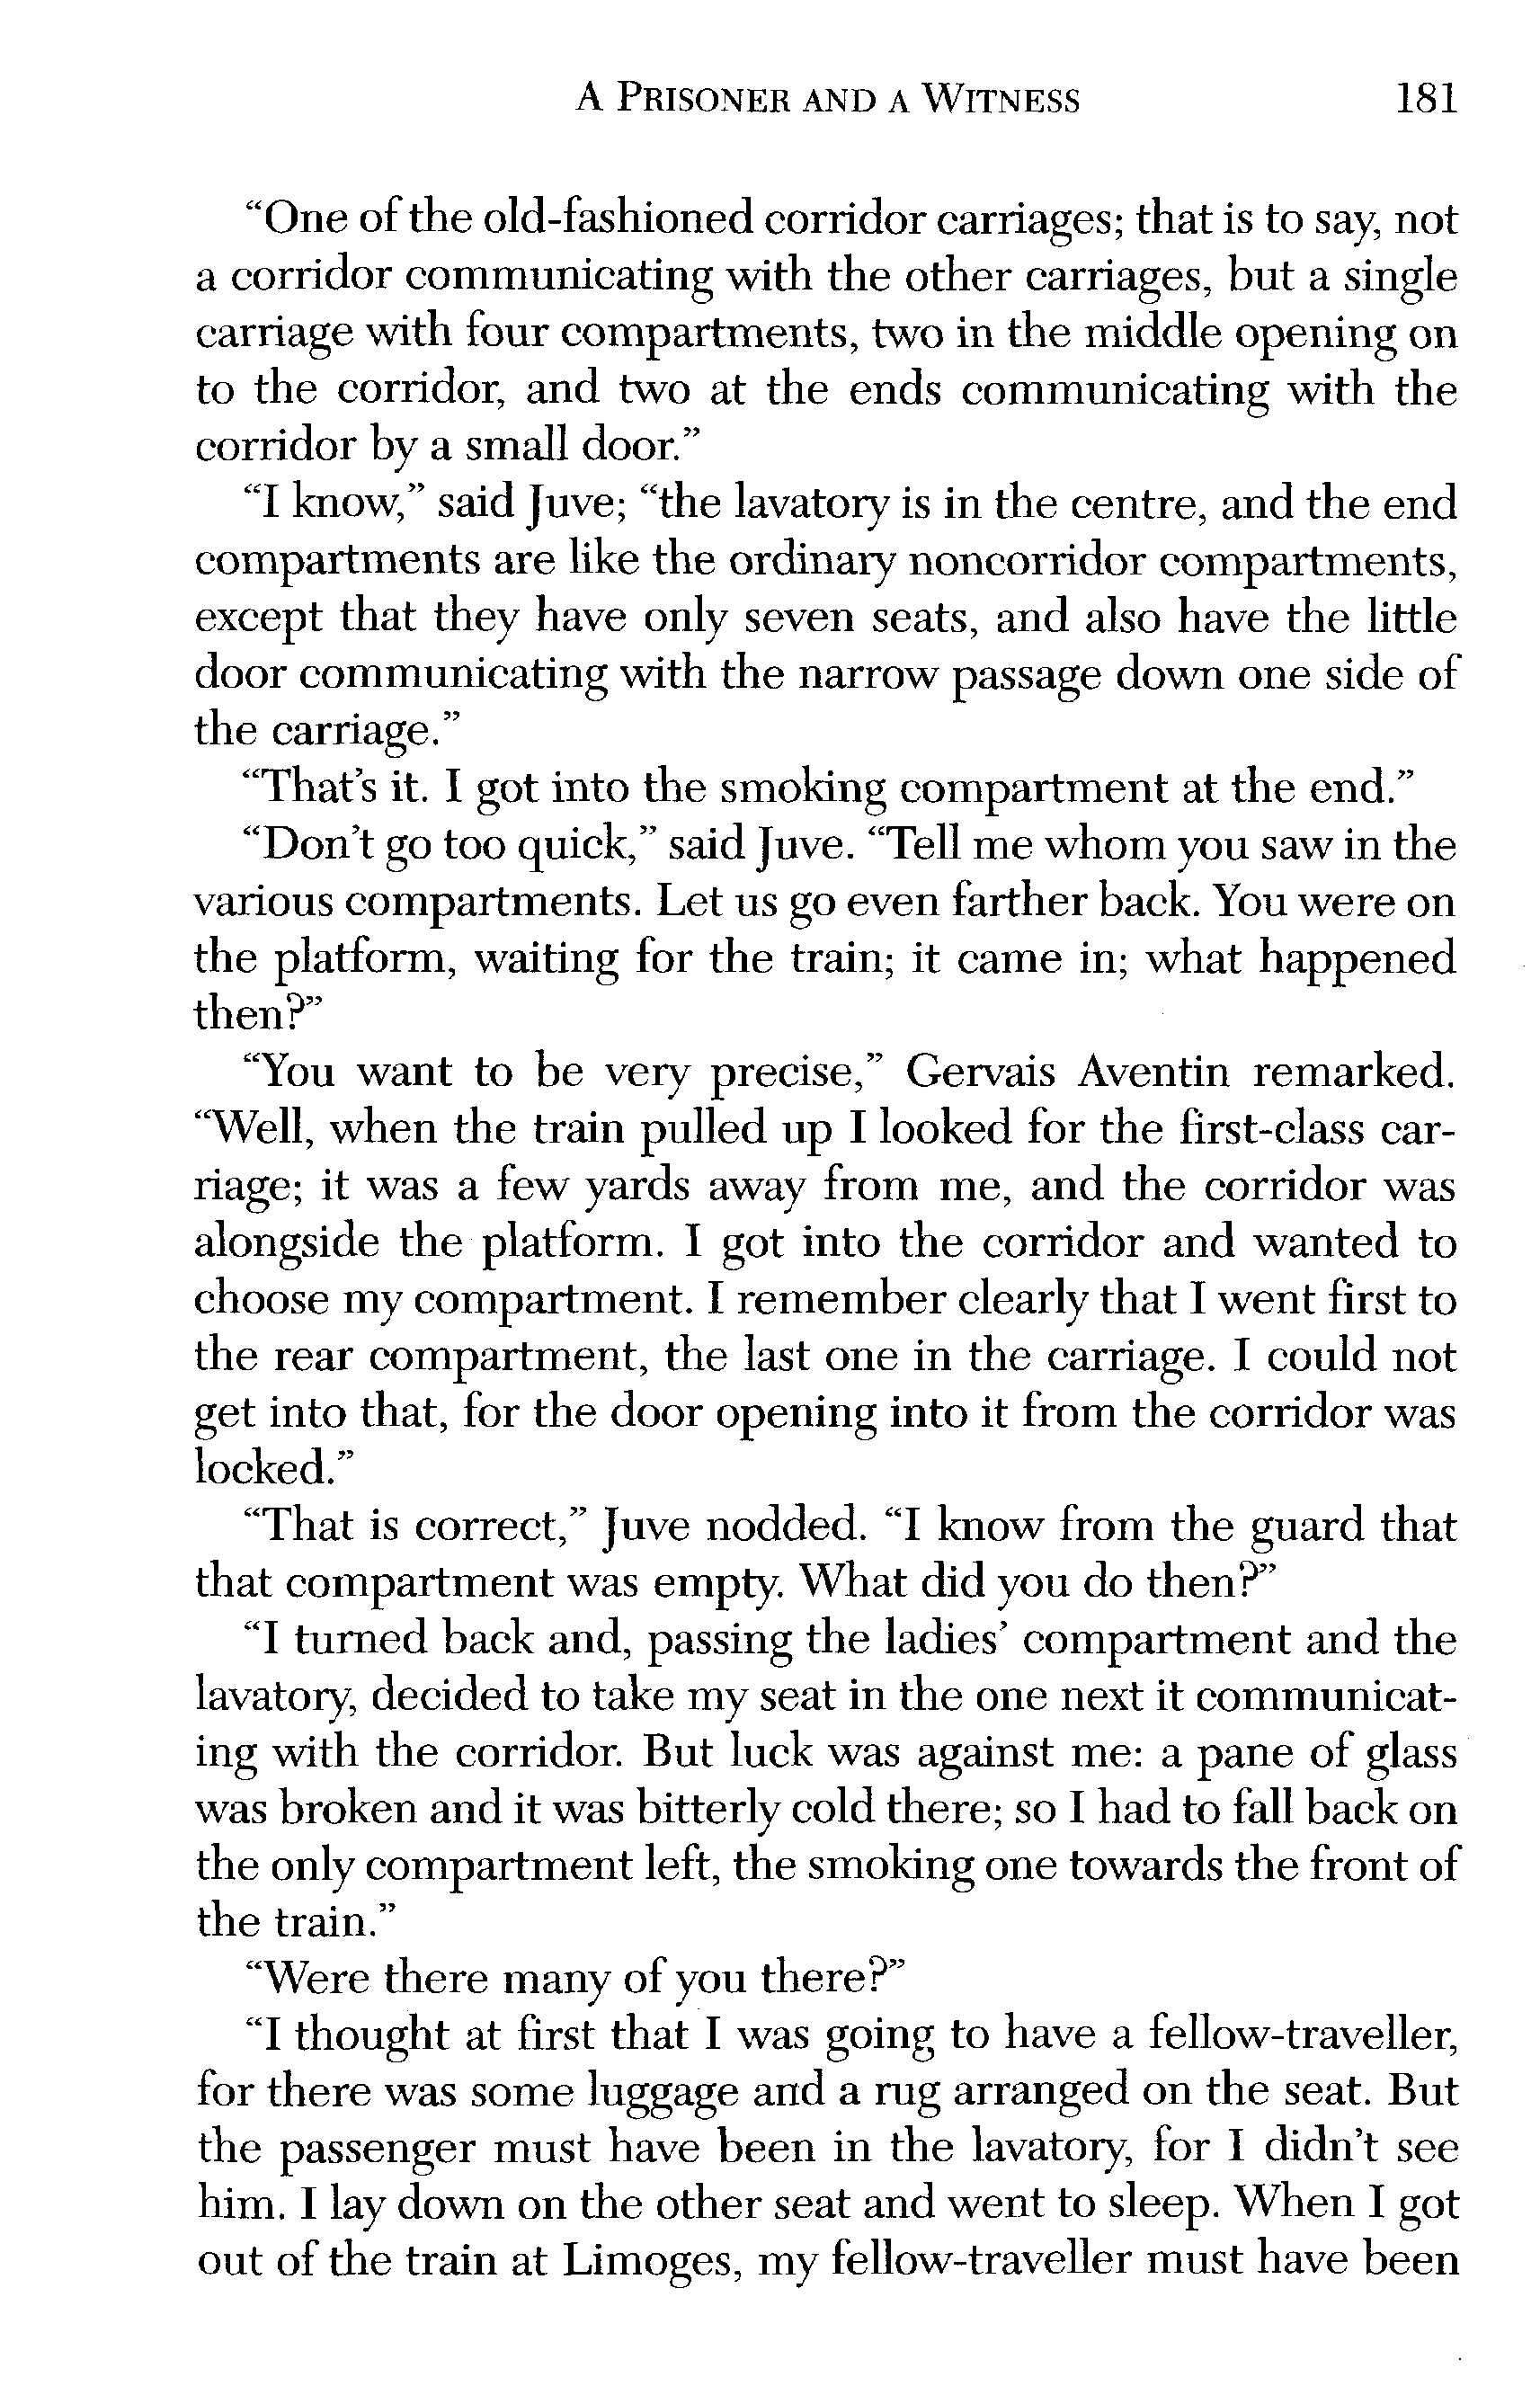 A PRISONER AND A WITNESS 181
“One of the old-fashioned corridor carriages; that is to say, not
a corridor communicating with the other carriages, but a single
carriage with four compartments, two in the middle opening on
to the corridor, and two at the ends communicating with the
corridor by a small door.”
“I know,” said Juve; “the lavatory is in the centre, and the end
compartments are like the ordinary noncorridor compartments,
except that they have only seven seats, and also have the little
door communicating with the narrow passage down one side of
the carriage.”
“That’s it. I got into the smoking compartment at the end.”
“Don’t go too quick,” said Juve. “Tell me whom you saw in the
various compartments. Let us go even farther back. You were on
the platform, waiting for the train; it came in; what happened
then?”
“You want to be very precise,” Gervais Aventin remarked.
“Well, when the train pulled up I looked for the first-class car-
riage; it was a few yards away from me, and the corridor was
alongside the platform. I got into the corridor and wanted to
choose my compartment. I remember clearly that I went first to
the rear compartment, the last one in the carriage. I could not
get into that, for the door opening into it from the corridor was
locked.”
“That is correct,” Juve nodded. “I know from the guard that
that compartment was empty. What did you do then?”
“I turned back and, passing the ladies’ compartment and the
lavatory, decided to take my seat in the one next it communicat-
ing with the corridor. But luck was against me: a pane of glass
was broken and it was bitterly cold there; so I had to fall back on
the only compartment left, the smoking one towards the front of
the train.”
“Were there many of you there?”
“I thought at first that I was going to have a fellow-traveller,
for there was some luggage and a rug arranged on the seat. But
the passenger must have been in the lavatory, for I didn’t see
him. I lay down on the other seat and went to sleep. When I got
out of the train at Limoges, my fellow-traveller must have been